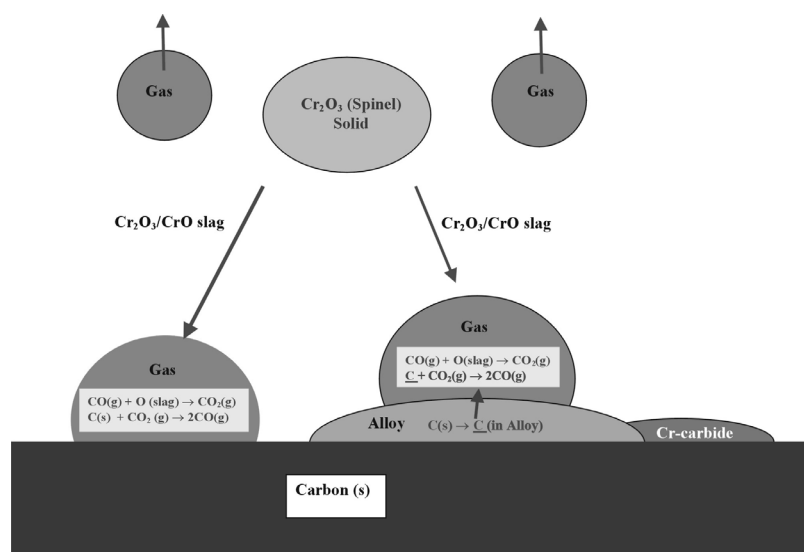 Gas
Gas
Cr₂O₃ (Spinel)
Solid
Cr₂O₃/CrO slag
Cr₂O₃/CrO slag
Gas
CO(g) + O(slag) → CO₂(g)
C + CO₂(g) → 2CO(g)
Gas
CO(g) + O (slag) → CO₂(g)
C(s) + CO₂ (g) → 2CO(g)
Alloy
C(s) → C (in Alloy)
Cr-carbide
Carbon (s)